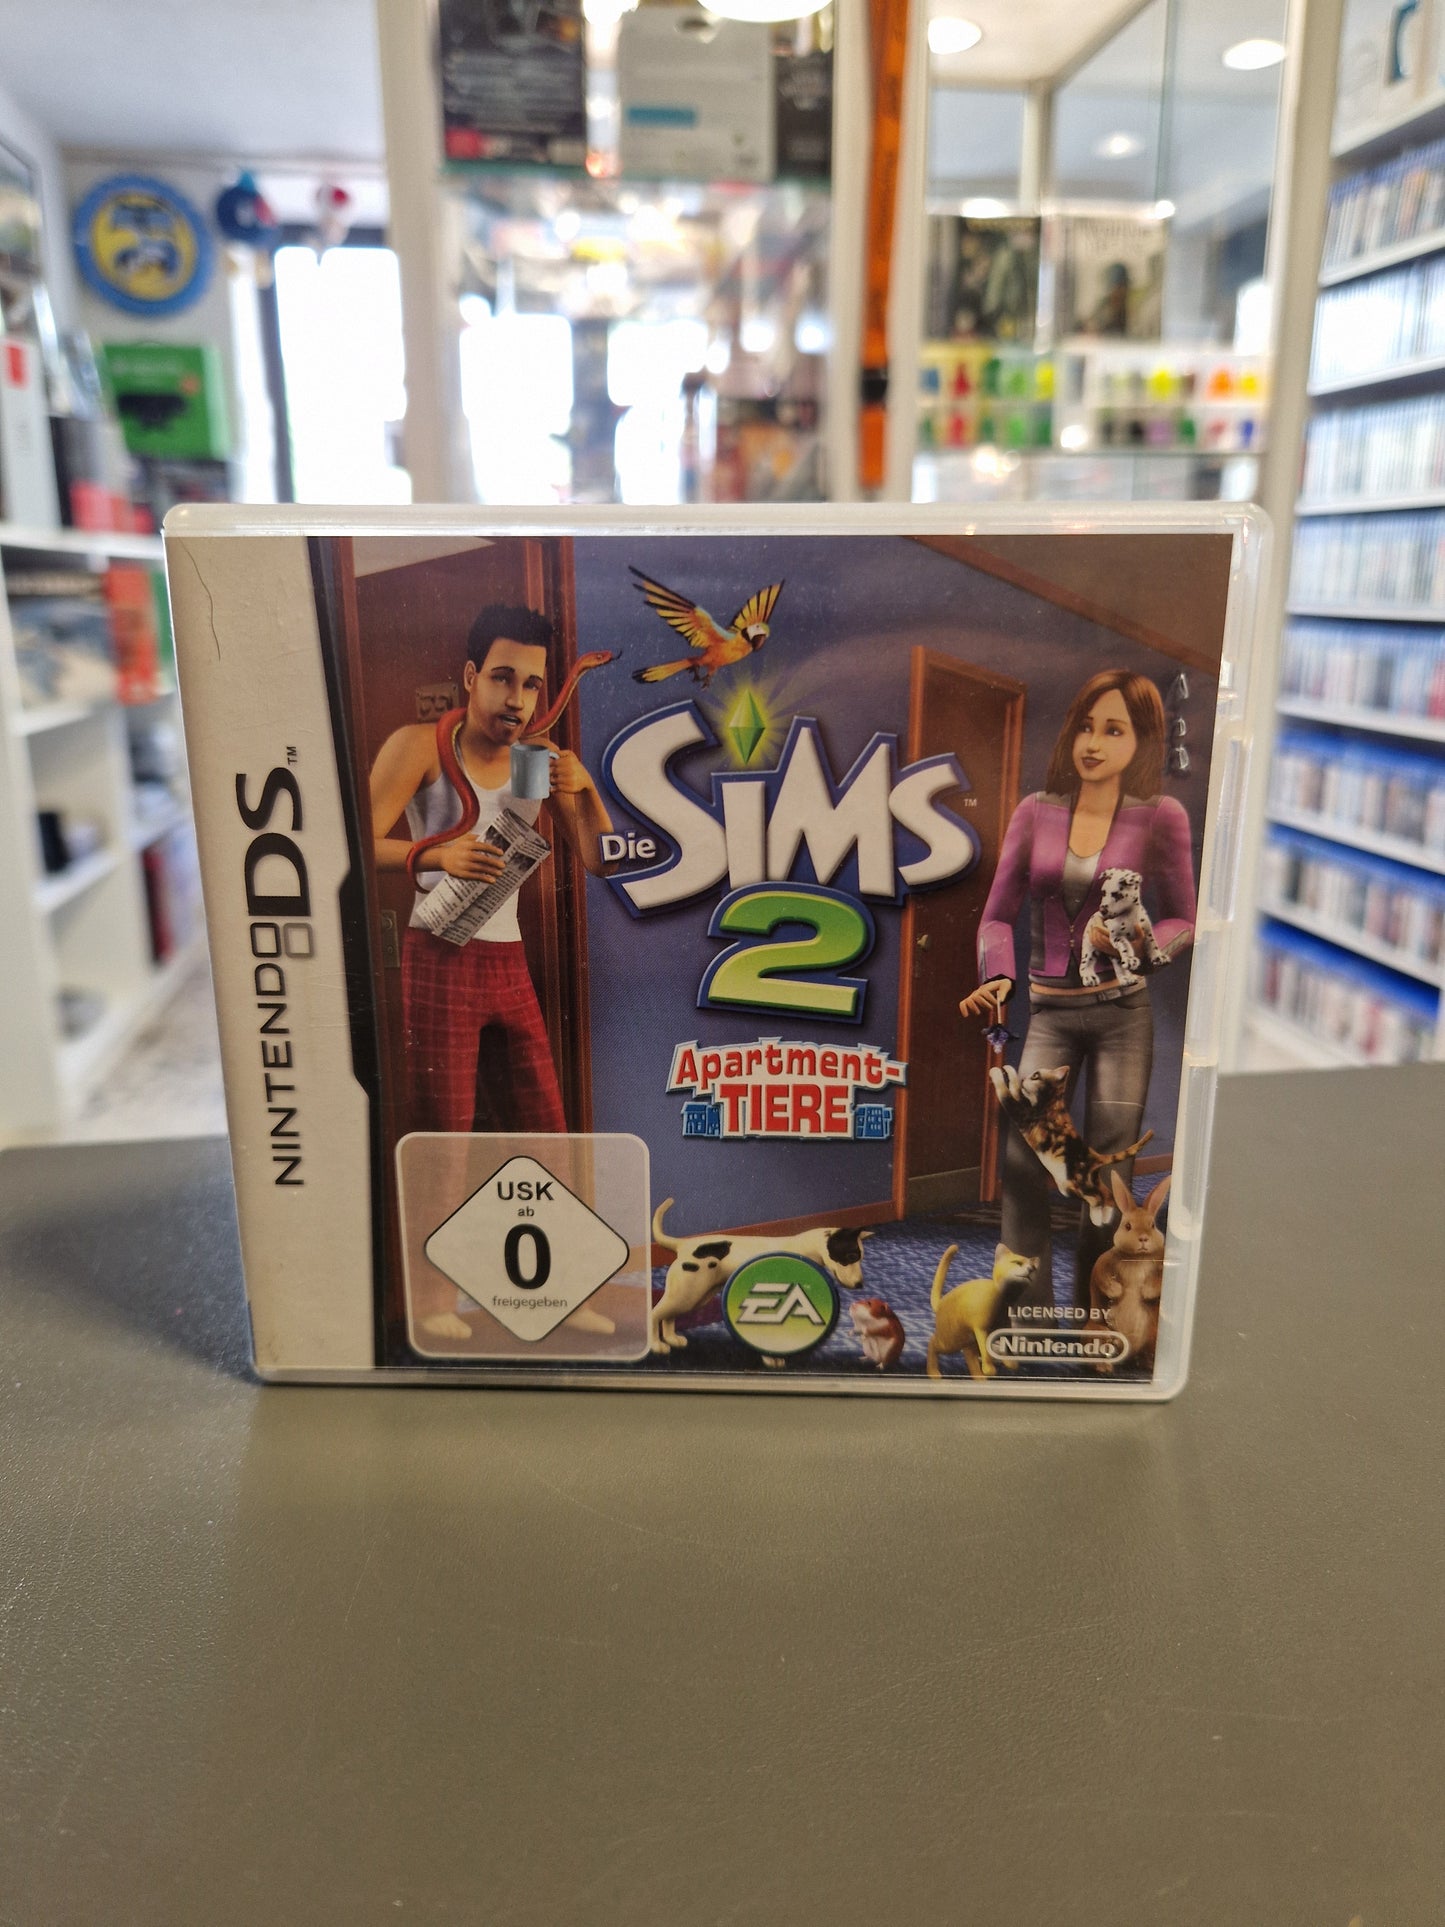 NINTENDO DS™
Die SIMS™
2
Apartment-
TIERE
USK
ab
0
freigegeben
EA
LICENSED BY
Nintendo